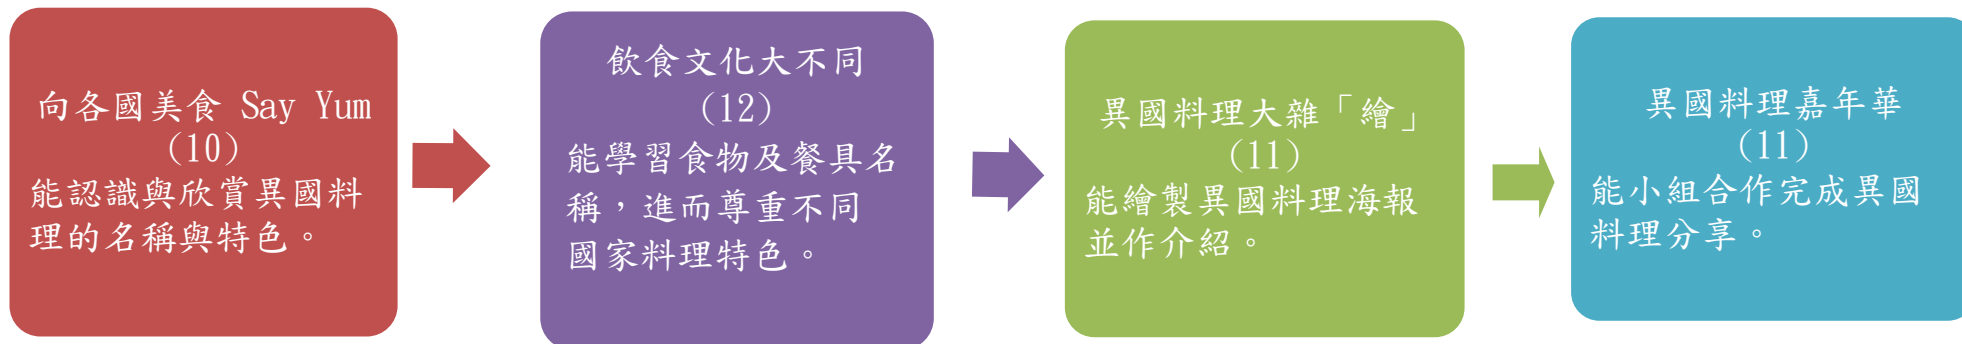 向各國美食 Say Yum
(10)
能認識與欣賞異國料
理的名稱與特色。
飲食文化大不同
(12)
能學習食物及餐具名
稱，進而尊重不同
國家料理特色。
異國料理大雜「繪」
(11)
能繪製異國料理海報
並作介紹。
異國料理嘉年華
(11)
能小組合作完成異國
料理分享。